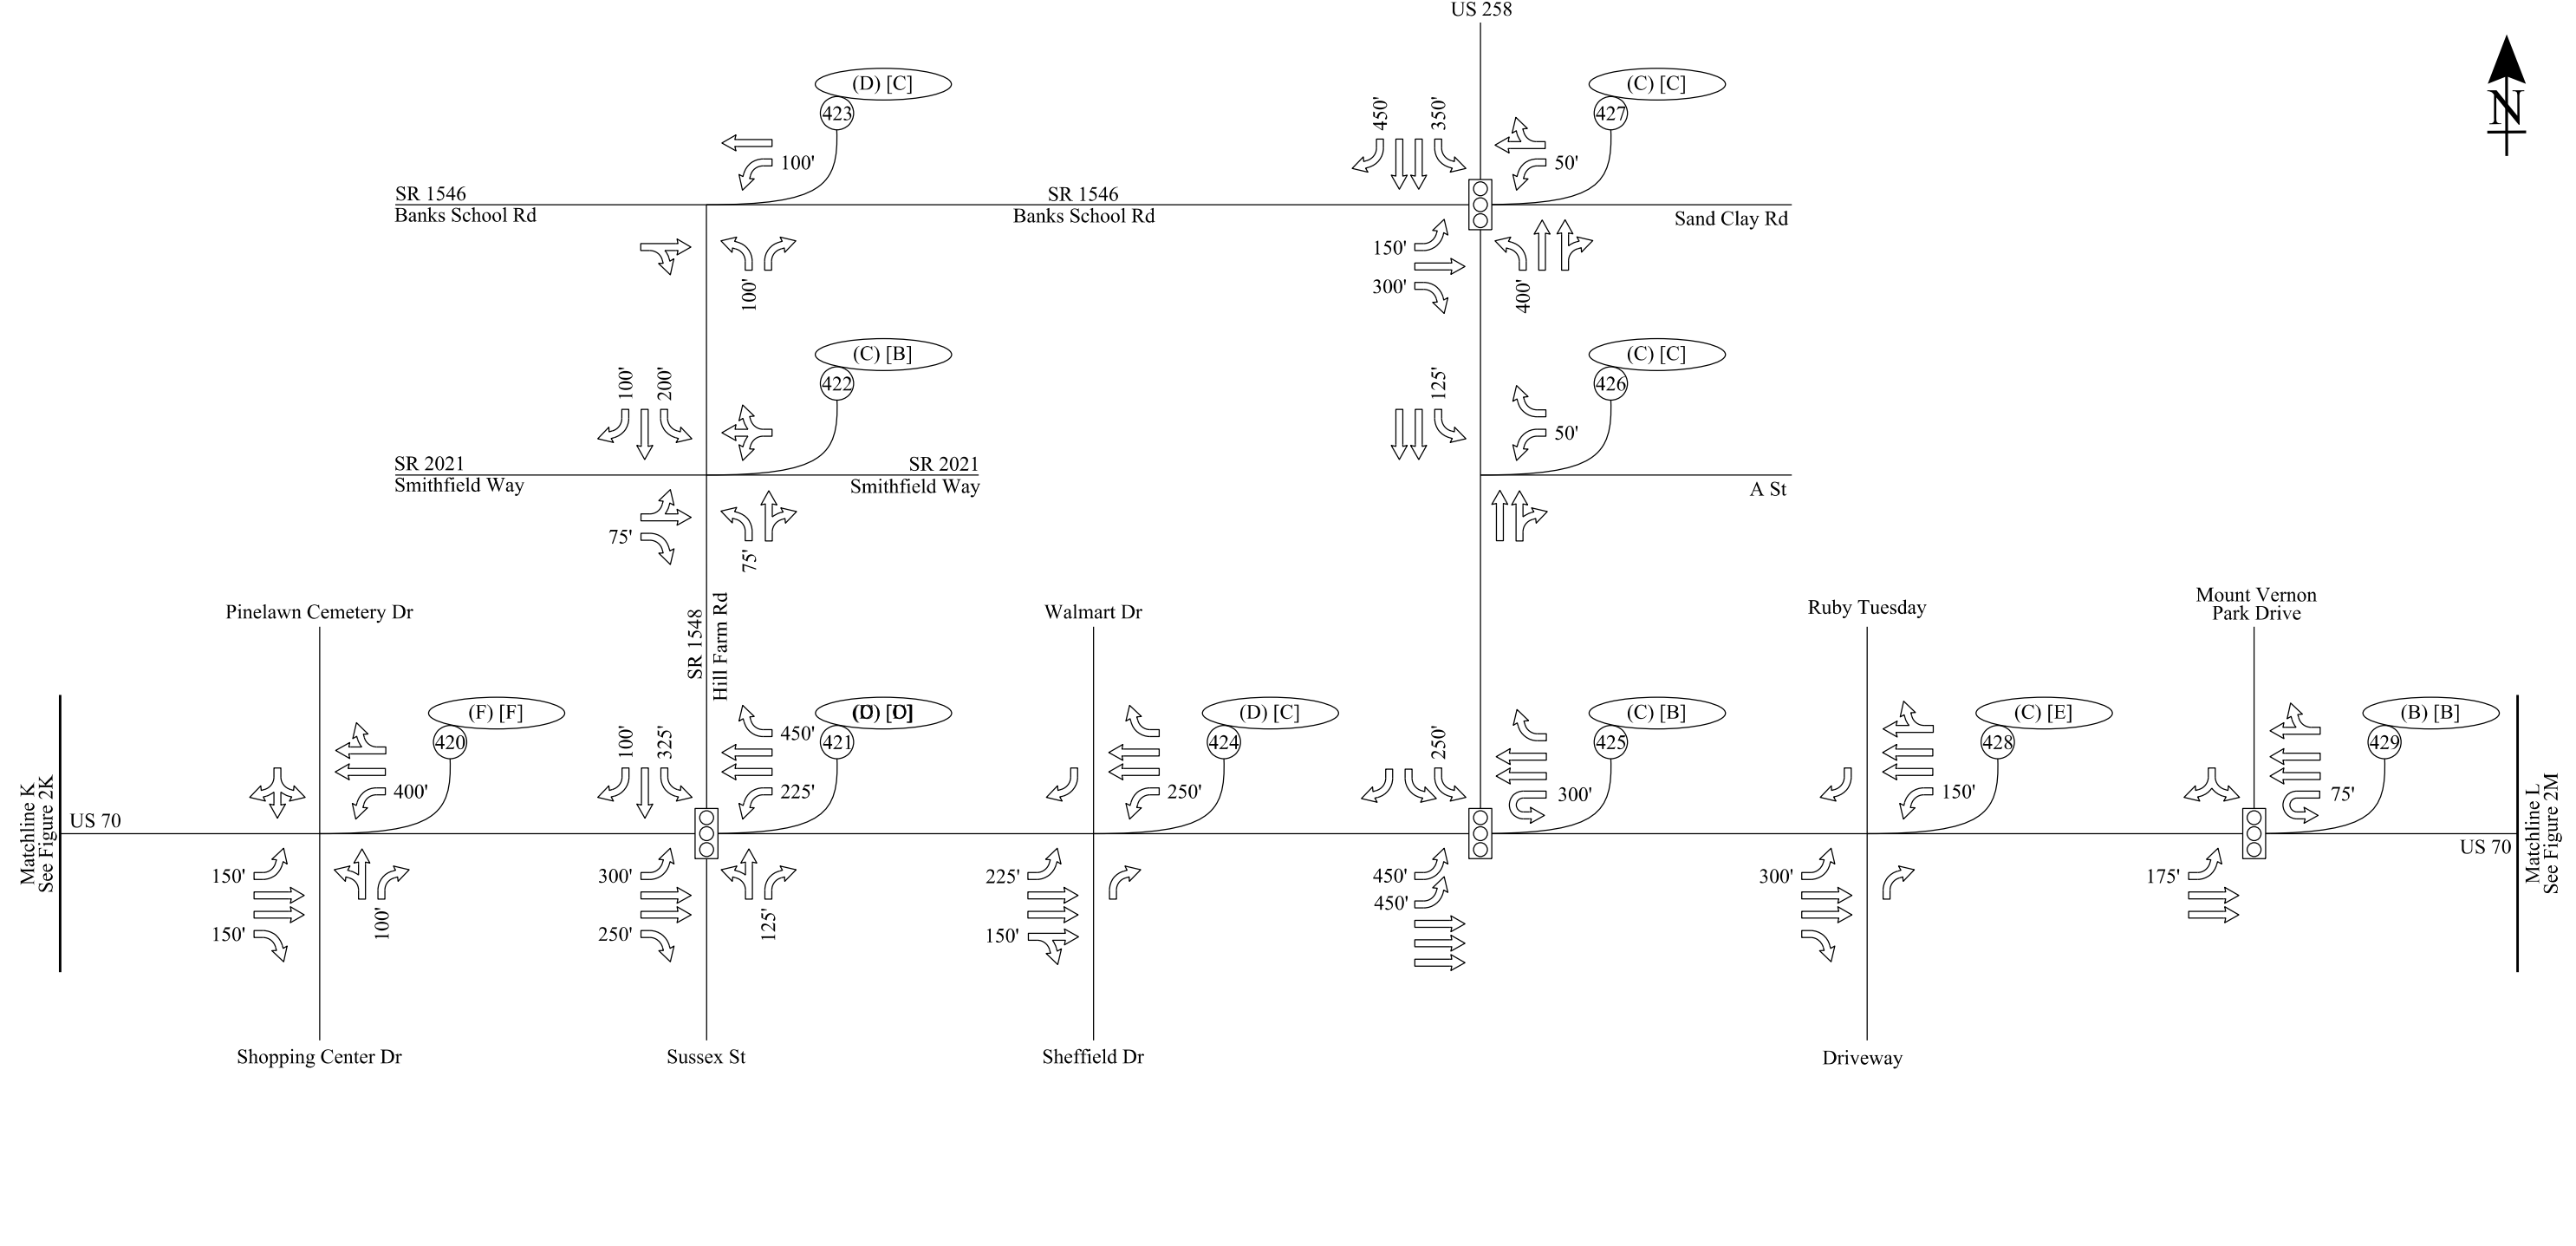 US 258
N
(D) [C]
423
100'
SR 1546
Banks School Rd
100'
SR 1546
Banks School Rd
450'
350'
(C) [C]
427
50'
Sand Clay Rd
150'
300'
400'
(C) [B]
422
100'
200'
SR 2021
Smithfield Way
SR 2021
Smithfield Way
75'
75'
(C) [C]
426
125'
50'
A St
SR 1548
Hill Farm Rd
Pinelawn Cemetery Dr
Walmart Dr
Ruby Tuesday
Mount Vernon
Park Drive
Matchline K
See Figure 2K
US 70
(F) [F]
420
400'
150'
150'
100'
Shopping Center Dr
421
100'
325'
450'
225'
300'
250'
125'
Sussex St
(D) [C]
424
250'
225'
150'
Sheffield Dr
(C) [B]
425
250'
300'
450'
450'
(C) [E]
428
150'
300'
Driveway
(B) [B]
429
75'
175'
US 70
Matchline L
See Figure 2M